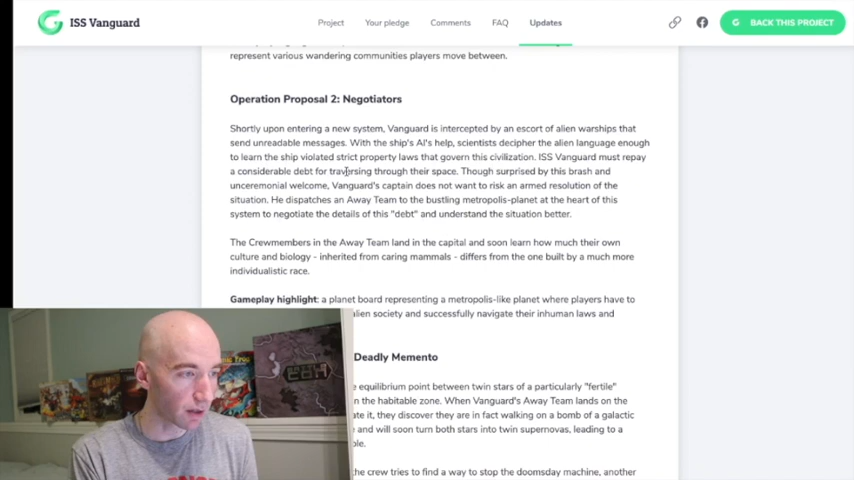 ISS Vanguard
Project
Your pledge
Comments
FAQ
Updates
BACK THIS PROJECT
represent various wandering communities players move between.
Operation Proposal 2: Negotiators
Shortly upon entering a new system, Vanguard is intercepted by an escort of alien warships that
send unreadable messages. With the ship's AI's help, scientists decipher the alien language enough
to learn the ship violated strict property laws that govern this civilization. ISS Vanguard must repay
a considerable debt for traversing through their space. Though surprised by this brash and
unceremonial welcome, Vanguard's captain does not want to risk an armed resolution of the
situation. He dispatches an Away Team to the bustling metropolis-planet at the heart of this
system to negotiate the details of this "debt" and understand the situation better.
The Crewmembers in the Away Team land in the capital and soon learn how much their own
culture and biology - inherited from caring mammals - differs from the one built by a much more
individualistic race.
Gameplay highlight: a planet board representing a metropolis-like planet where players have to
alien society and successfully navigate their inhuman laws and
Deadly Memento
equilibrium point between twin stars of a particularly "fertile"
n the habitable zone. When Vanguard's Away Team lands on the
ate it, they discover they are in fact walking on a bomb of a galactic
and will soon turn both stars into twin supernovas, leading to a
ple.
the crew tries to find a way to stop the doomsday machine, another